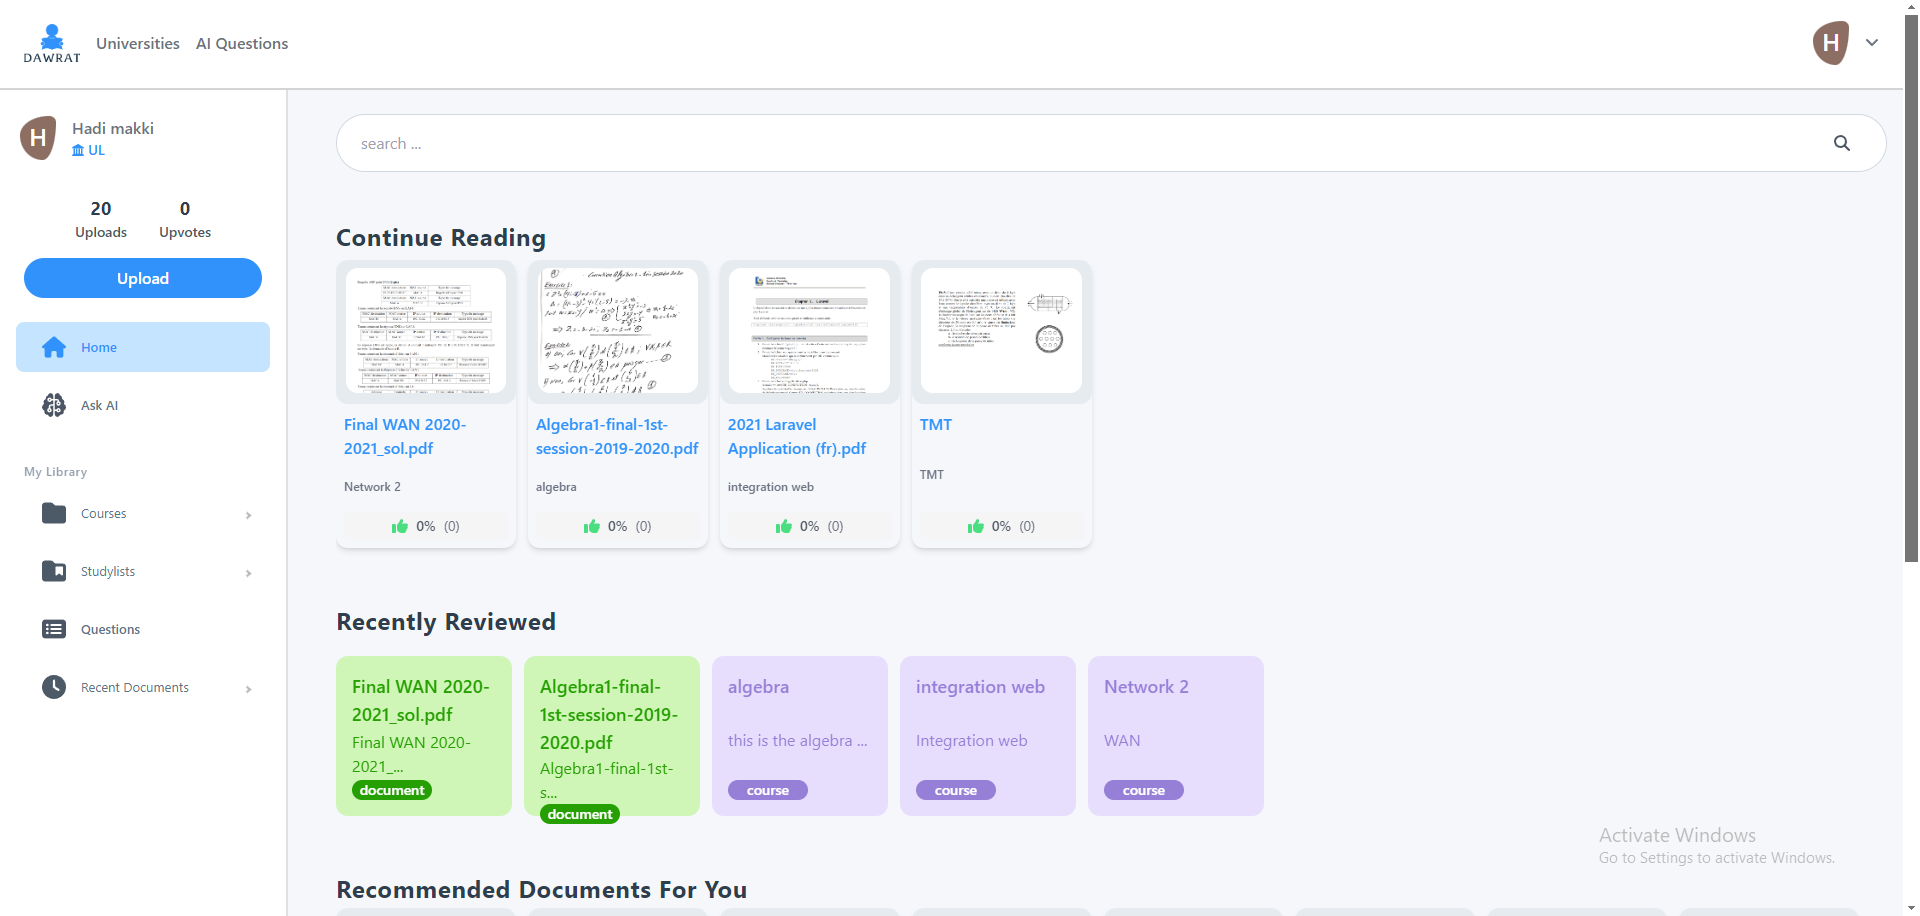 DAWRAT
Universities
AI Questions
H
H
Hadi makki
UL
20
0
Uploads
Upvotes
Upload
Home
Ask AI
My Library
Courses
Studylists
Questions
Recent Documents
search ...
Continue Reading
Final WAN 2020-
2021_sol.pdf
Network 2
0% (0)
Algebra1-final-1st-
session-2019-2020.pdf
algebra
0% (0)
2021 Laravel
Application (fr).pdf
integration web
0% (0)
TMT
TMT
0% (0)
Recently Reviewed
Final WAN 2020-
2021_sol.pdf
Final WAN 2020-
2021_...
document
Algebra1-final-
1st-session-2019-
2020.pdf
Algebra1-final-1st-
s...
document
algebra
this is the algebra ...
course
integration web
Integration web
course
Network 2
WAN
course
Activate Windows
Go to Settings to activate Windows.
Recommended Documents For You